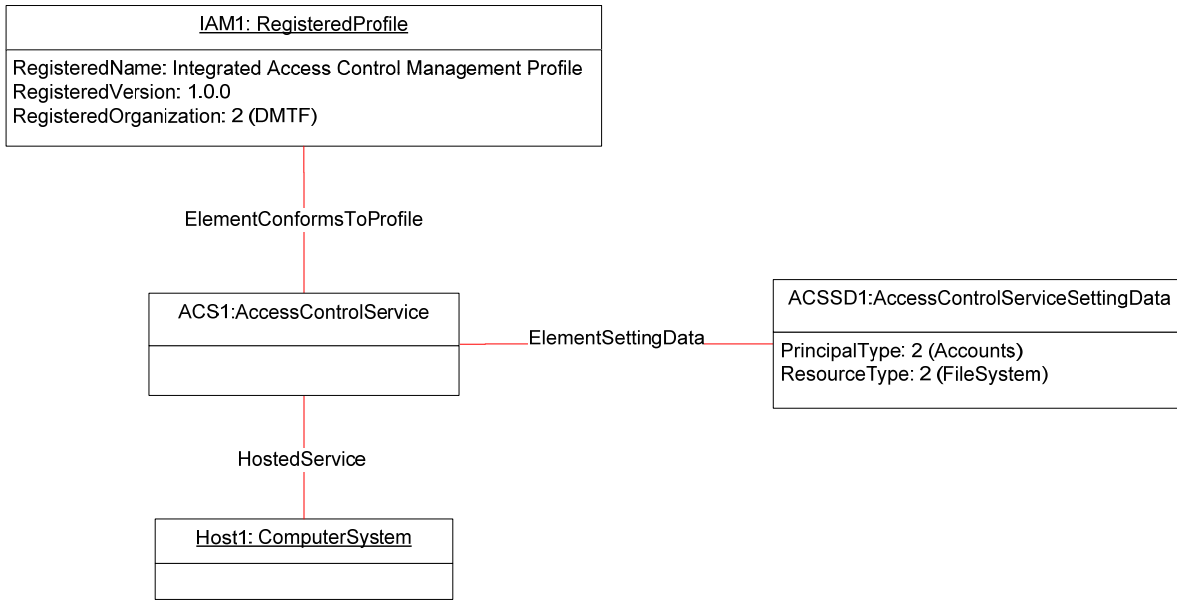 IAM1: RegisteredProfile
RegisteredName: Integrated Access Control Management Profile
RegisteredVersion: 1.0.0
RegisteredOrganization: 2 (DMTF)
ElementConformsToProfile
ACS1:AccessControlService
ElementSettingData
ACSSD1:AccessControlServiceSettingData
PrincipalType: 2 (Accounts)
ResourceType: 2 (FileSystem)
HostedService
Host1: ComputerSystem